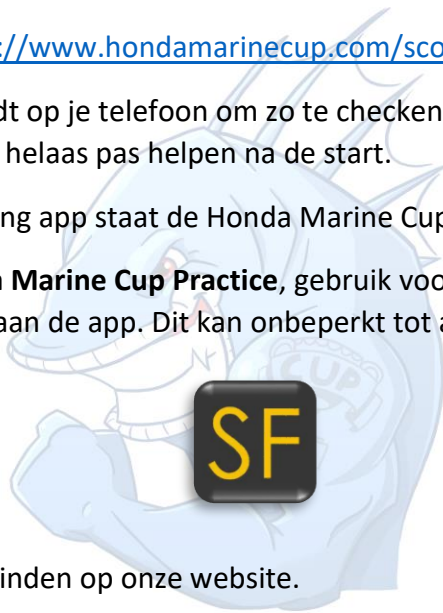 ://www.hondamarinecup.com/sco
dt op je telefoon om zo te checken
helaas pas helpen na de start.
ng app staat de Honda Marine Cup
Marine Cup Practice, gebruik voo
aan de app. Dit kan onbeperkt tot a
CUP
SF
inden op onze website.